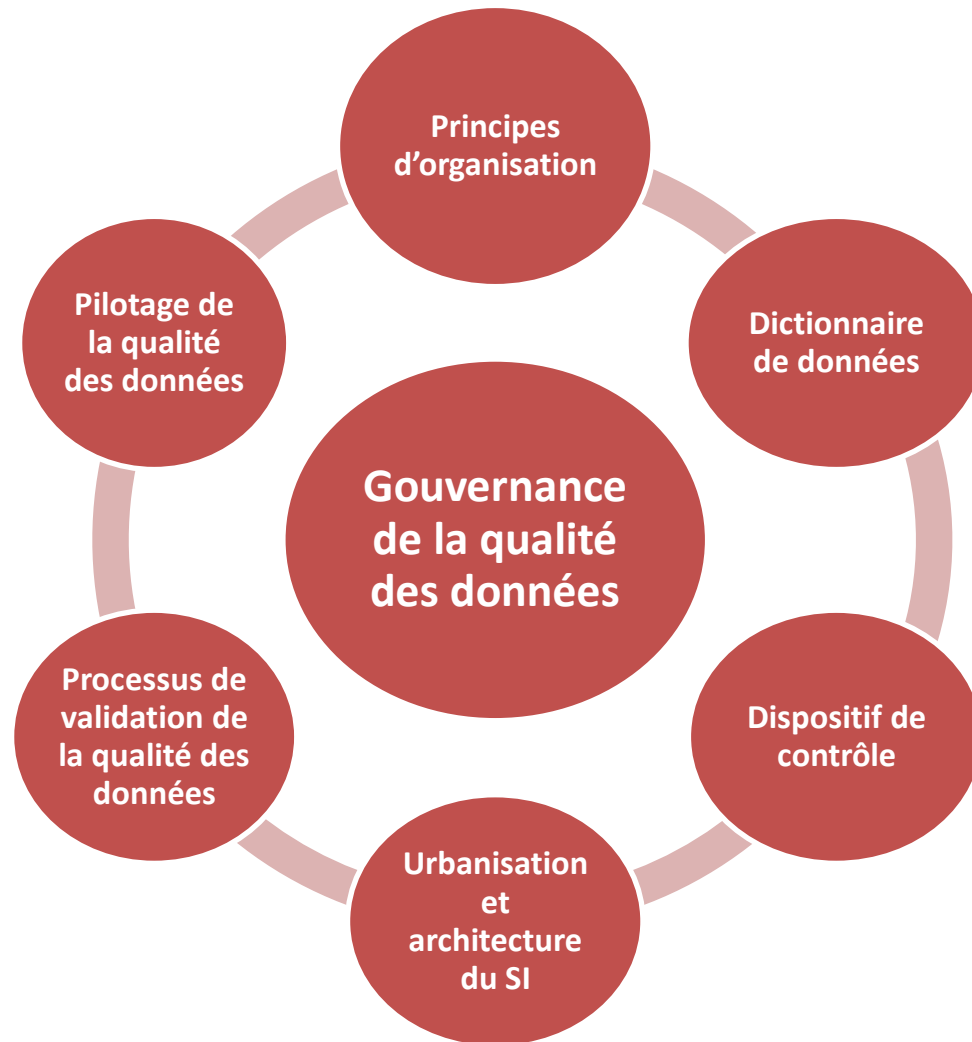 Principes
d’organisation
Dictionnaire
de données
Dispositif de
contrôle
Urbanisation
et
architecture
du SI
Processus de
validation de
la qualité des
données
Pilotage de
la qualité
des données
Gouvernance
de la qualité
des données